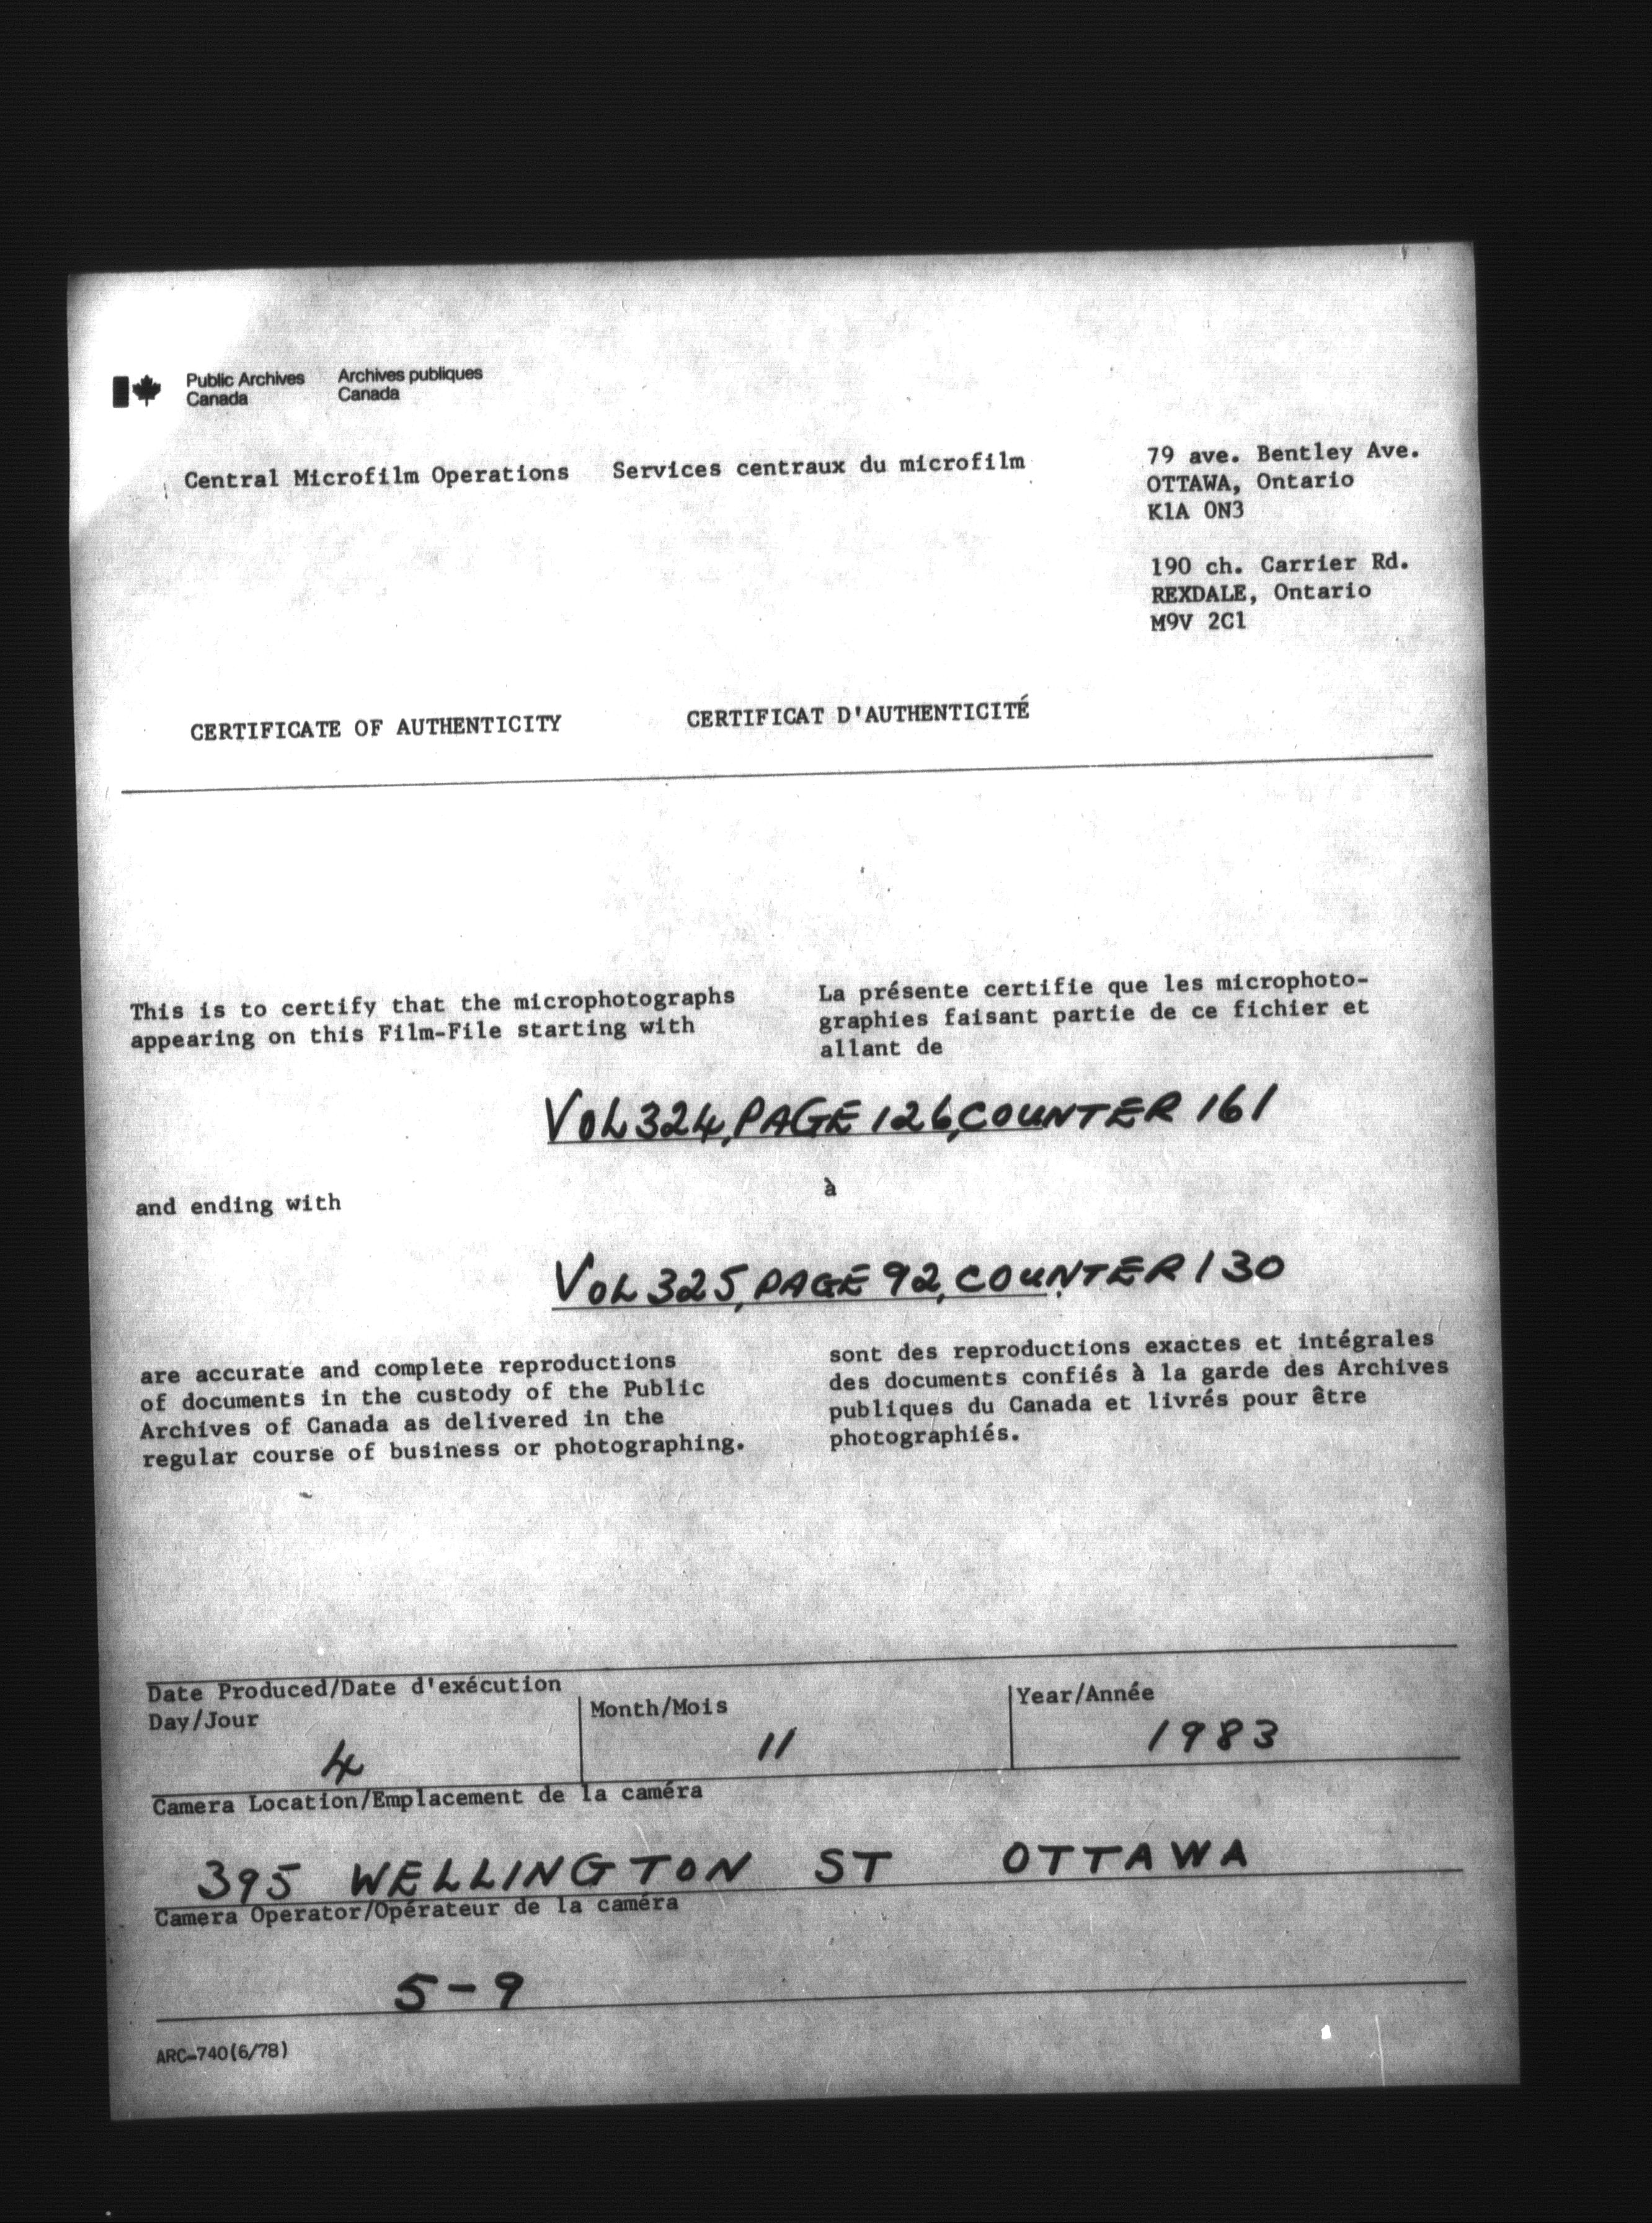 Public Archives Canada
Archives publiques Canada
Central Microfilm Operations
Services centraux du microfilm
79 ave. Bentley Ave.
OTTAWA, Ontario
K1A 0N3
190 ch. Carrier Rd.
REXDALE, Ontario
M9V 2C1
CERTIFICATE OF AUTHENTICITY
CERTIFICAT D'AUTHENTICITÉ
This is to certify that the microphotographs
appearing on this Film-File starting with
La présente certifie que les microphoto-
graphies faisant partie de ce fichier et
allant de
VOL 324, PAGE 126, COUNTER 161
and ending with
à
VOL 325, PAGE 92, COUNTER 130
are accurate and complete reproductions
of documents in the custody of the Public
Archives of Canada as delivered in the
regular course of business or photographing.
sont des reproductions exactes et intégrales
des documents confiés à la garde des Archives
publiques du Canada et livrés pour être
photographiés.
Date Produced/Date d'exécution
Day/Jour
4
Month/Mois
11
Year/Année
1983
Camera Location/Emplacement de la caméra
395 WELLINGTON ST OTTAWA
Camera Operator/Opérateur de la caméra
5-9
ARC-740(6/78)